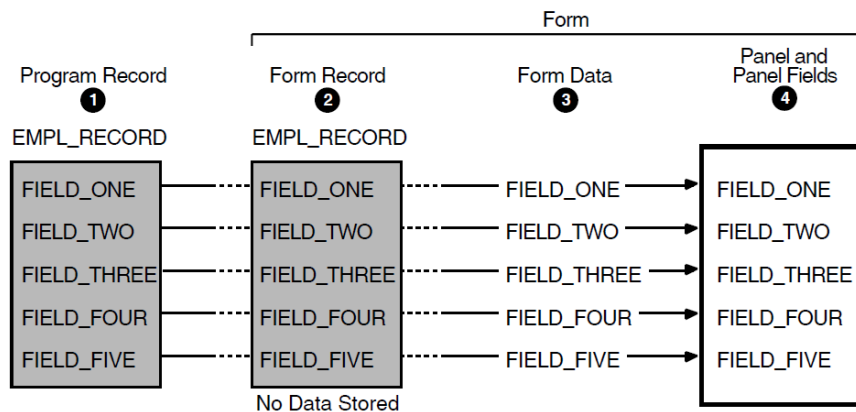 Form
Program Record
Form Record
Form Data
Panel and
Panel Fields
1
2
3
4
EMPL_RECORD
EMPL_RECORD
FIELD_ONE
FIELD_ONE
FIELD_ONE
FIELD_ONE
FIELD_TWO
FIELD_TWO
FIELD_TWO
FIELD_TWO
FIELD_THREE
FIELD_THREE
FIELD_THREE
FIELD_THREE
FIELD_FOUR
FIELD_FOUR
FIELD_FOUR
FIELD_FOUR
FIELD_FIVE
FIELD_FIVE
FIELD_FIVE
FIELD_FIVE
No Data Stored